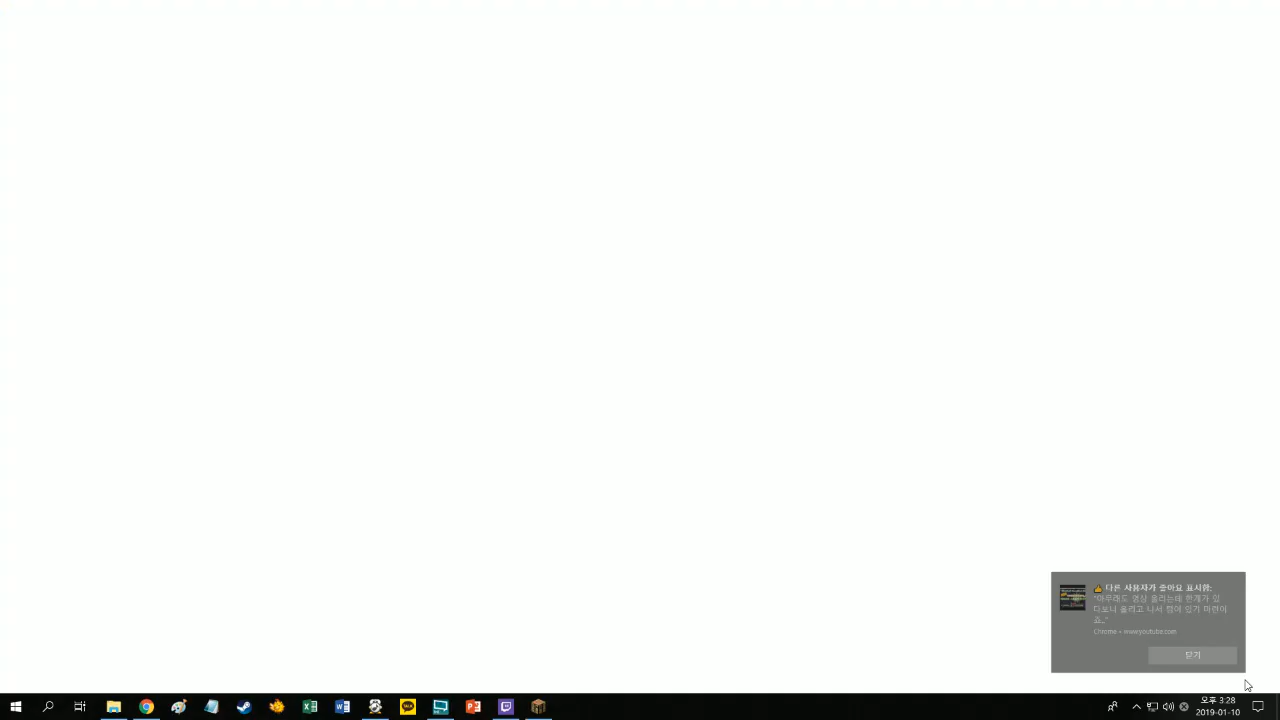 👍 다른 사용자가 좋아요 표시함:
"아무래도 영상 올리는데 한계가 있
다보니 올리고 나서 텀이 있기 마련이
죠.."
Chrome • www.youtube.com
닫기
TALK
오후 3:28
2019-01-10